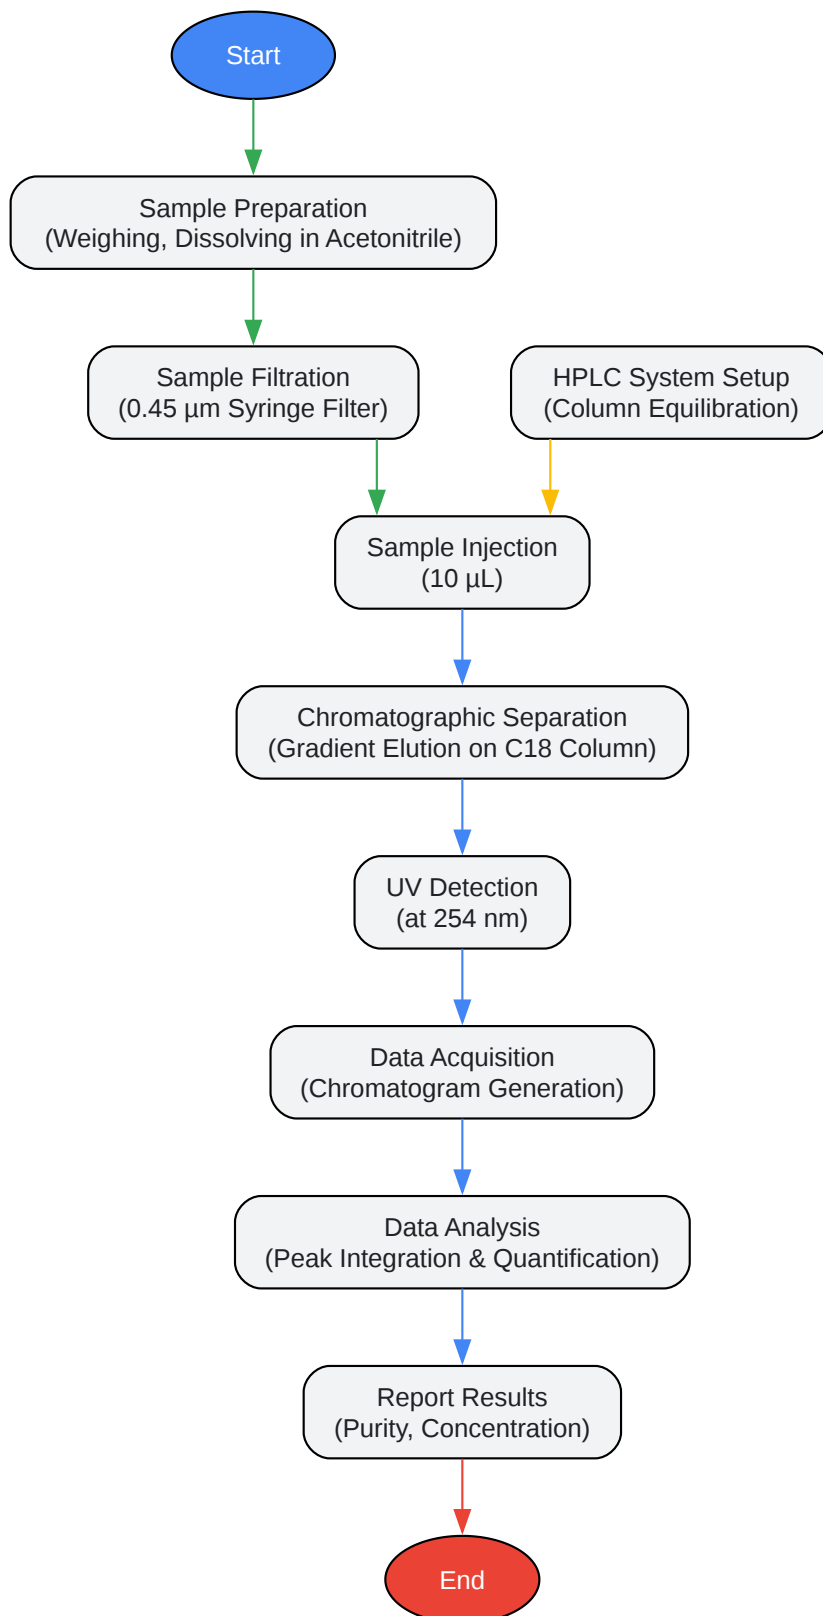 Start
Sample Preparation
(Weighing, Dissolving in Acetonitrile)
Sample Filtration
(0.45 µm Syringe Filter)
HPLC System Setup
(Column Equilibration)
Sample Injection
(10 µL)
Chromatographic Separation
(Gradient Elution on C18 Column)
UV Detection
(at 254 nm)
Data Acquisition
(Chromatogram Generation)
Data Analysis
(Peak Integration & Quantification)
Report Results
(Purity, Concentration)
End